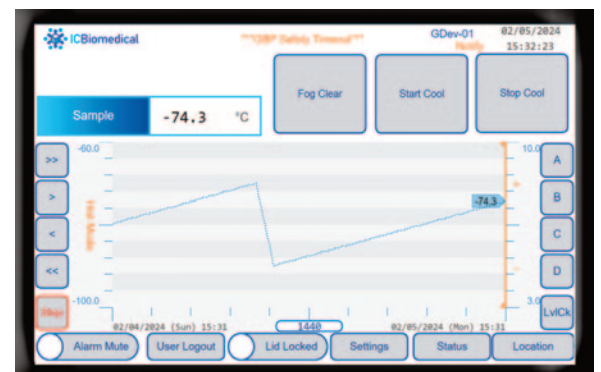 ICBiomedical
GDev-01
02/05/2024
15:32:23
Fog Clear
Start Cool
Stop Cool
Sample
-74.3 °C
-60.0
10.0
>>
>
<
<<
A
B
C
D
LvlCk
-74.3
-100.0
3.0
02/04/2024 (Sun) 15:31
1440
02/05/2024 (Mon) 15:31
Alarm Mute
User Logout
Lid Locked
Settings
Status
Location